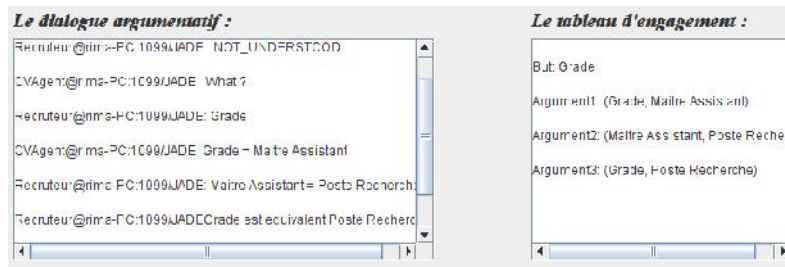 Le dialogue argumentatif :
Recruteur@rima-PC:1099/JADE NOT_UNDERSTOOD
CVAgent@rima-PC:1099/JADE What ?
Recruteur@rima-PC:1099/JADE: Grade
CVAgent@rima-PC:1099/JADE Grade = Maitre Assistant
Recruteur@rima-PC:1099/JADE: Maitre Assistant = Poste Recherch
Recruteur@rima-PC:1099/JADEGrade est equivalent Poste Recherc
Le tableau d'engagement :
But: Grade
Argument1: (Grade, Maitre Assistant)
Argument2: (Maitre Assistant, Poste Reche
Argument3: (Grade, Poste Recherche)